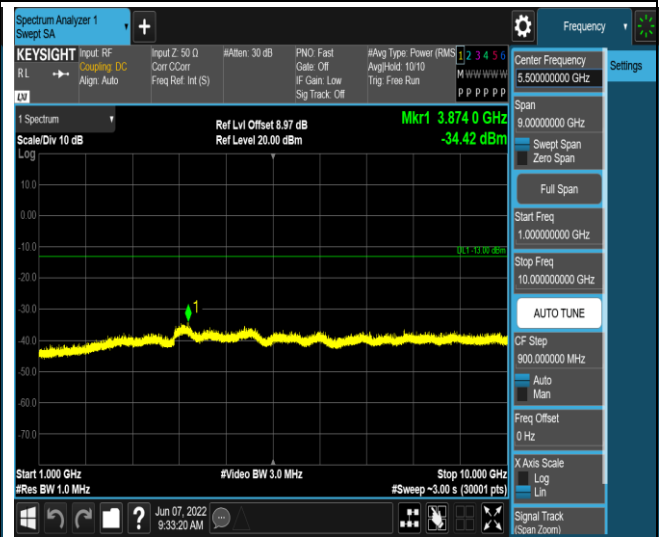 Spectrum Analyzer 1
Swept SA
+
Frequency
KEYSIGHT
RL
LXI
Input: RF
Coupling: DC
Align: Auto
Input Z: 50 Ω
Corr CCorr
Freq Ref: Int (S)
#Atten: 30 dB
PNO: Fast
Gate: Off
IF Gain: Low
Sig Track: Off
#Avg Type: Power (RMS
Avg|Hold: 10/10
Trig: Free Run
1 2 3 4 5 6
M W W W W W
P P P P P P
1 Spectrum
Scale/Div 10 dB
Ref Lvl Offset 8.97 dB
Ref Level 20.00 dBm
Mkr1 3.874 0 GHz
-34.42 dBm
Log
10.0
0.00
-10.0
DL1 -13.00 dBm
-20.0
-30.0
1
-40.0
-50.0
-60.0
-70.0
Start 1.000 GHz
#Video BW 3.0 MHz
Stop 10.000 GHz
#Res BW 1.0 MHz
#Sweep ~3.00 s (30001 pts)
?
Jun 07, 2022
9:33:20 AM
Center Frequency
5.500000000 GHz
Settings
Span
9.00000000 GHz
Swept Span
Zero Span
Full Span
Start Freq
1.000000000 GHz
Stop Freq
10.000000000 GHz
AUTO TUNE
CF Step
900.000000 MHz
Auto
Man
Freq Offset
0 Hz
X Axis Scale
Log
Lin
Signal Track
(Span Zoom)